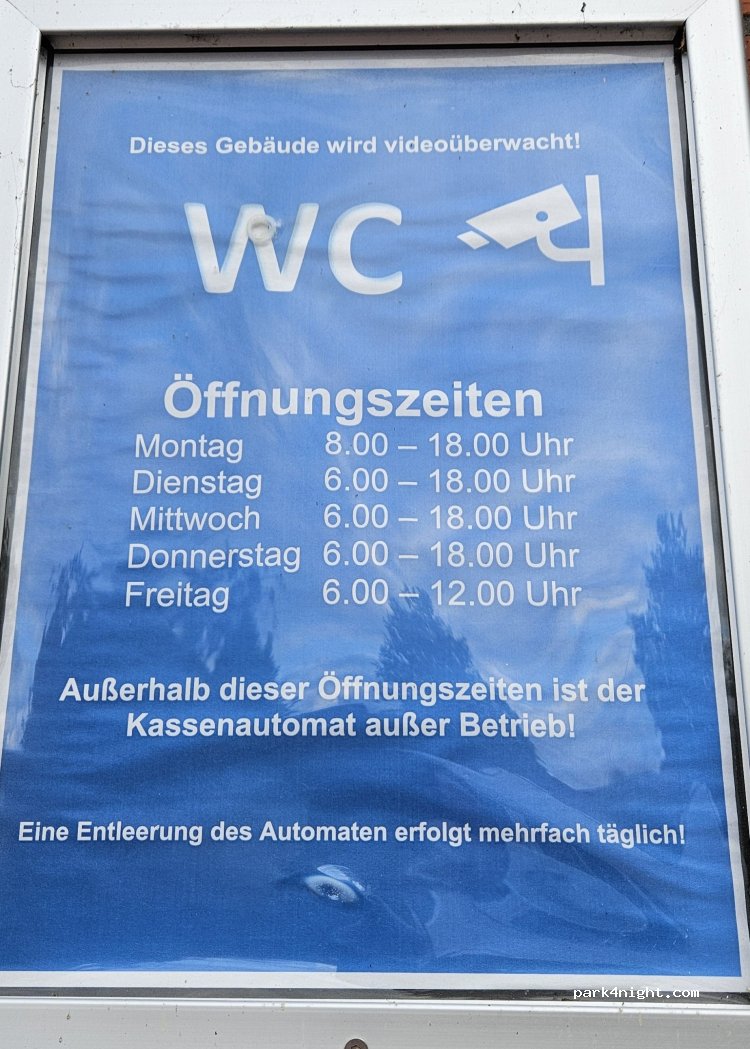 Dieses Gebäude wird videoüberwacht!
WC
Öffnungszeiten
Montag 8.00 – 18.00 Uhr
Dienstag 6.00 – 18.00 Uhr
Mittwoch 6.00 – 18.00 Uhr
Donnerstag 6.00 – 18.00 Uhr
Freitag 6.00 – 12.00 Uhr
Außerhalb dieser Öffnungszeiten ist der
Kassenautomat außer Betrieb!
Eine Entleerung des Automaten erfolgt mehrfach täglich!
park4night.com